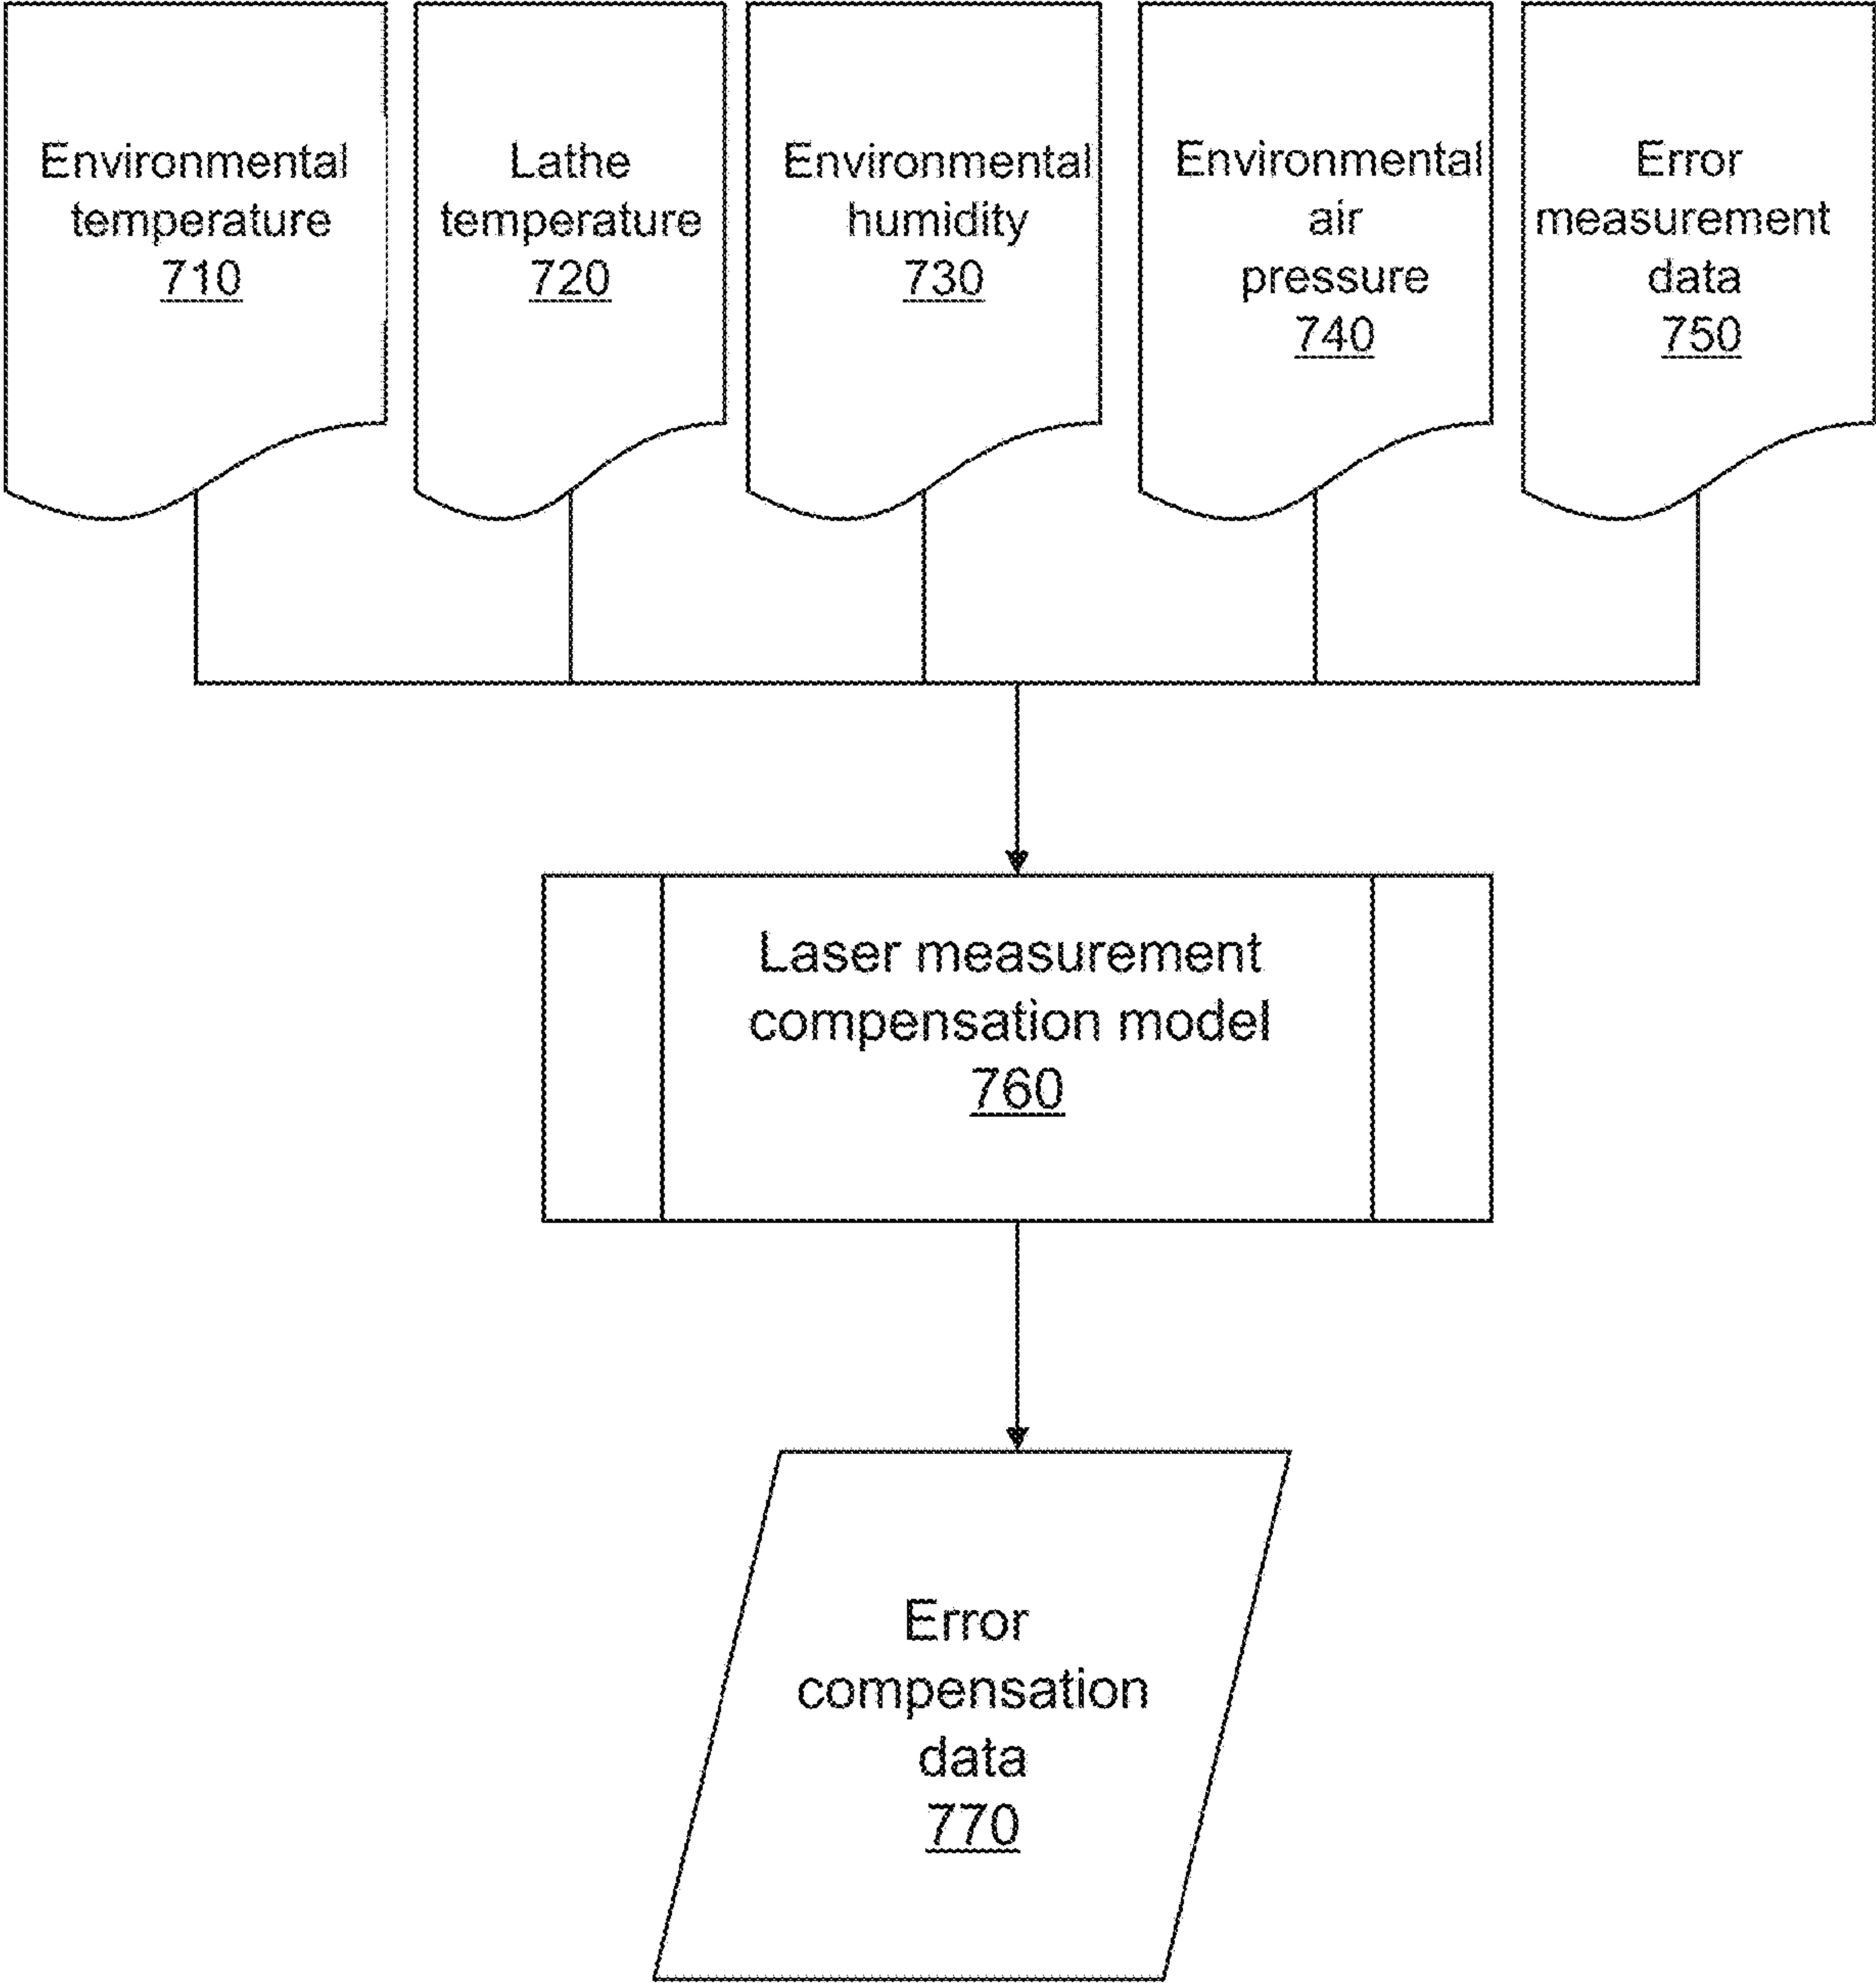 Environmental
temperature
710
Lathe
temperature
720
Environmental
humidity
730
Environmental
air
pressure
740
Error
measurement
data
750
Laser measurement
compensation model
760
Error
compensation
data
770